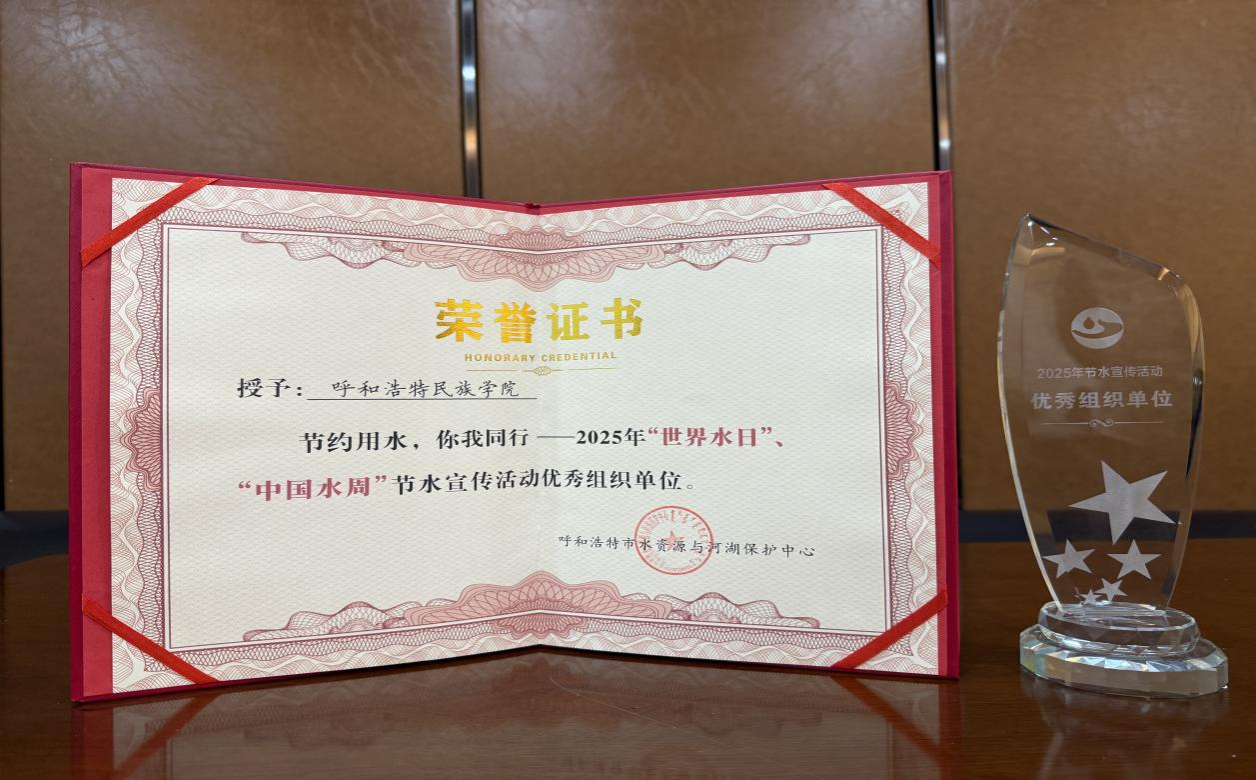 荣誉证书
HONORARY CREDENTIAL
授予：呼和浩特民族学院
节约用水，你我同行——2025年“世界水日”、
“中国水周”节水宣传活动优秀组织单位。
呼和浩特市水资源与河湖保护中心
2025年节水宣传活动
优秀组织单位